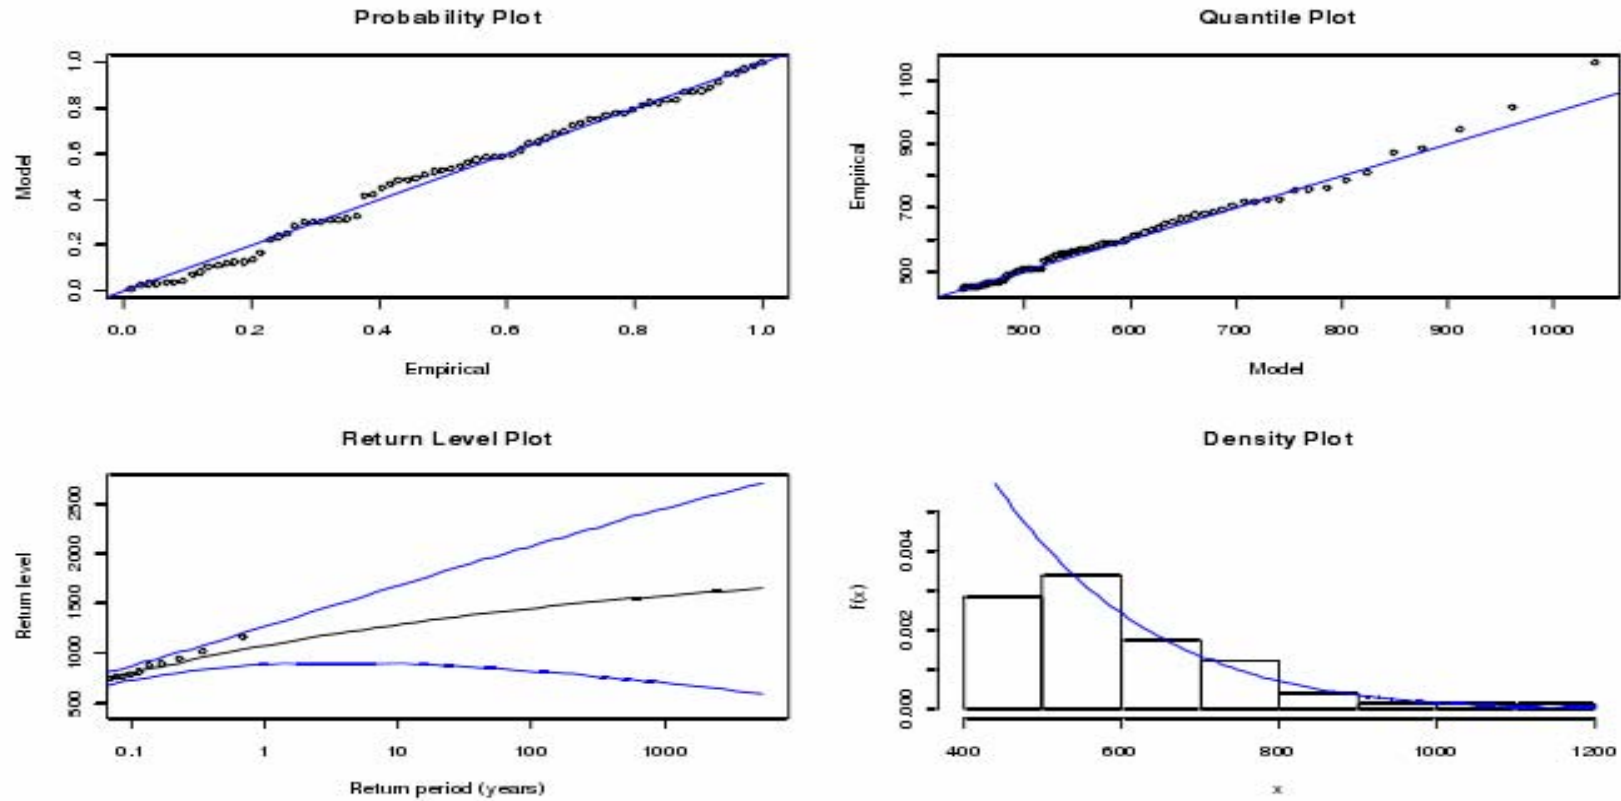 Probability Plot
Model
0.0 0.2 0.4 0.6 0.8 1.0
0.0 0.2 0.4 0.6 0.8 1.0
Empirical
Quantile Plot
Empirical
500 700 900 1100
500 600 700 800 900 1000
Model
Return Level Plot
Return level
500 1000 1500 2000 2500
0.1 1 10 100 1000
Return period (years)
Density Plot
f(x)
0.000 0.002 0.004
400 600 800 1000 1200
x